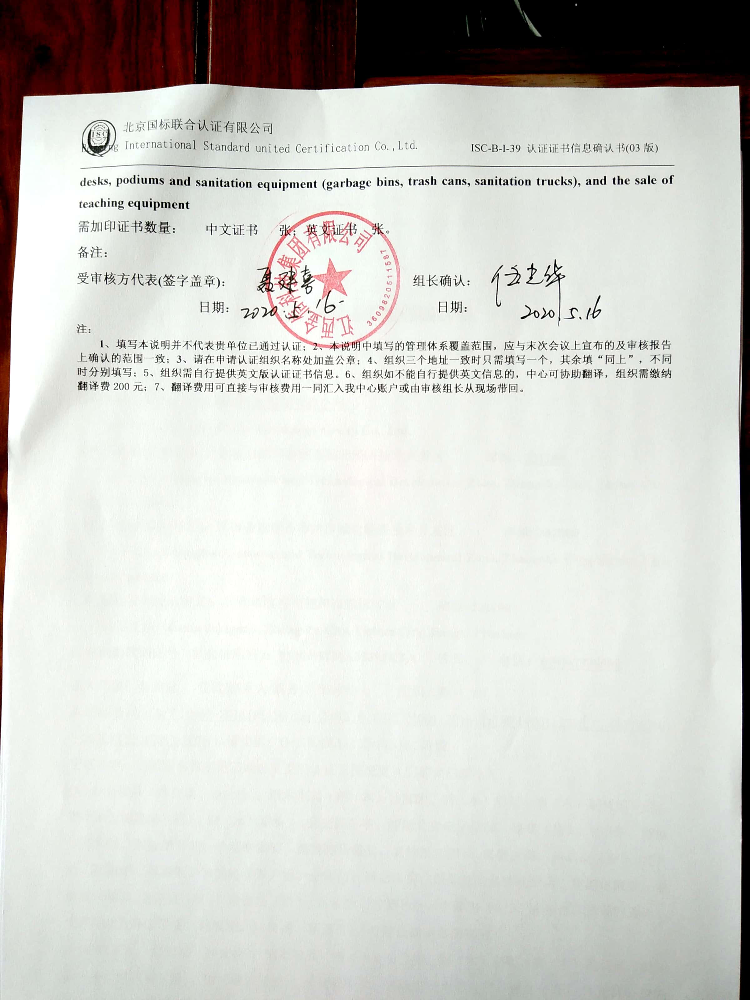 ISC
北京国标联合认证有限公司
Beijing International Standard united Certification Co.,Ltd.
ISC-B-I-39 认证证书信息确认书(03 版)
desks, podiums and sanitation equipment (garbage bins, trash cans, sanitation trucks), and the sale of
teaching equipment
需加印证书数量： 中文证书 张；英文证书 张。
备注：
受审核方代表(签字盖章)： 聂建喜
组长确认： 伍光华
日期： 2020.5.16
日期： 2020.5.16
江西金信科技集团有限公司
3609820511587
注：
1、填写本说明并不代表贵单位已通过认证；2、本说明中填写的管理体系覆盖范围，应与末次会议上宣布的及审核报告
上确认的范围一致；3、请在申请认证组织名称处加盖公章；4、组织三个地址一致时只需填写一个，其余填“同上”，不同
时分别填写；5、组织需自行提供英文版认证证书信息。6、组织如不能自行提供英文信息的，中心可协助翻译，组织需缴纳
翻译费 200 元；7、翻译费用可直接与审核费用一同汇入我中心账户或由审核组长从现场带回。